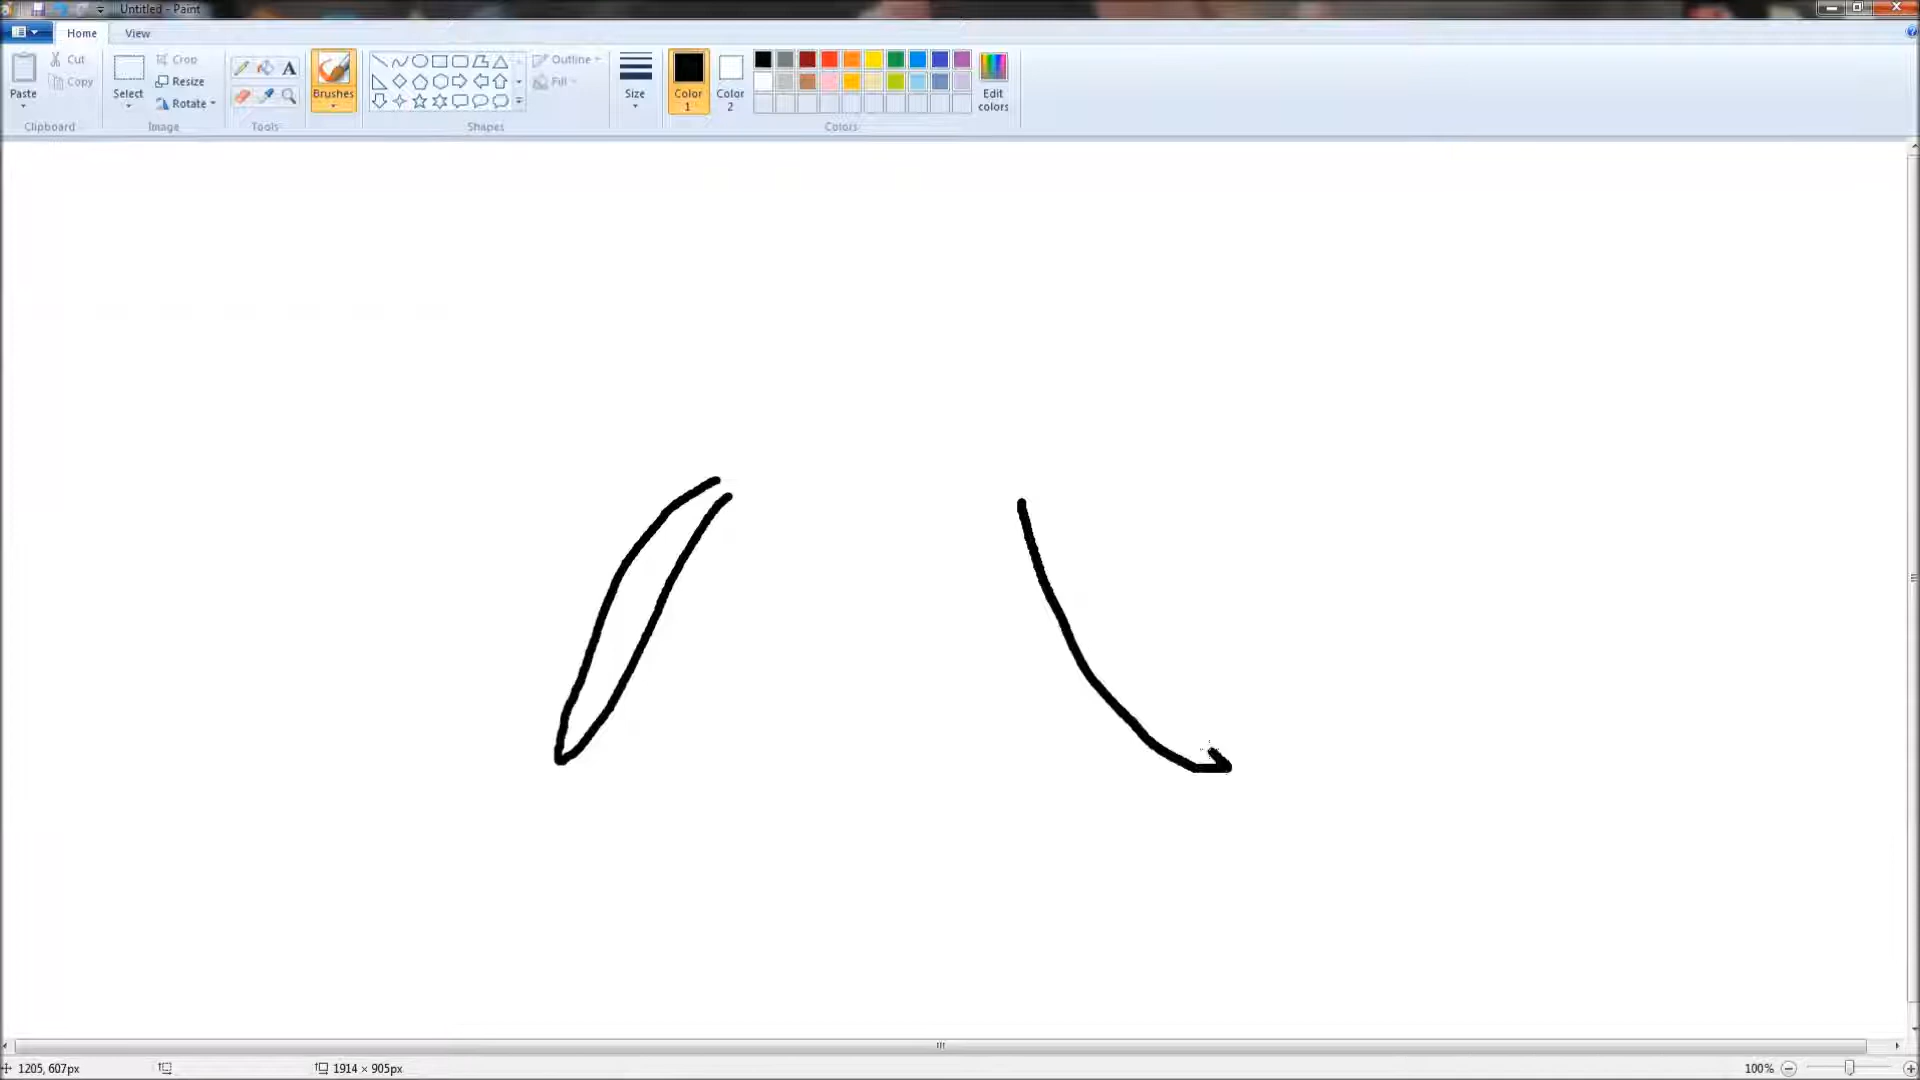 Untitled - Paint
Home View
Cut
Copy
Paste
Clipboard
Select
Crop
Resize
Rotate
Image
A
Tools
Brushes
Outline
Fill
Shapes
Size
Color 1
Color 2
Edit colors
Colors
1205, 607px
1914 × 905px
100%